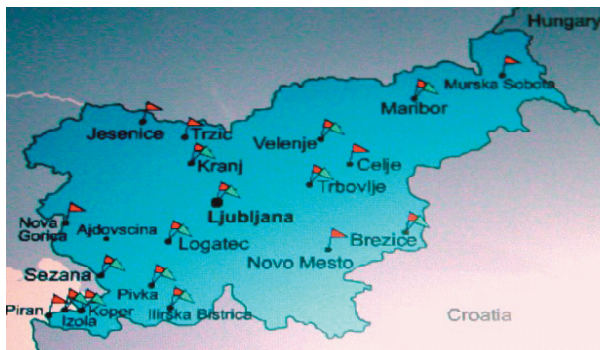 Hungary
Murska Sobota
Maribor
Jesenice
Trzic
Velenje
Kranj
Celje
Trbovlje
Ljubljana
Nova
Gorica
Ajdovscina
Logatec
Brezice
Novo Mesto
Sezana
Pivka
Piran
Izola
Koper
Ilirska Bistrica
Croatia